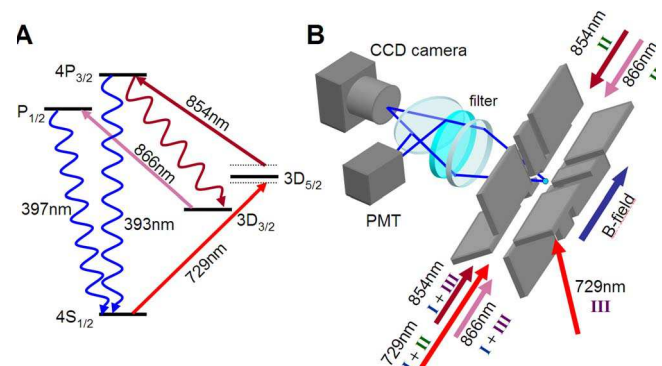 A
4P3/2
P1/2
854nm
866nm
3D5/2
397nm
393nm
3D3/2
729nm
4S1/2
B
CCD camera
filter
PMT
854nm
II
866nm
B-field
854nm
I + III
729nm
I + II
866nm
I + III
729nm
III